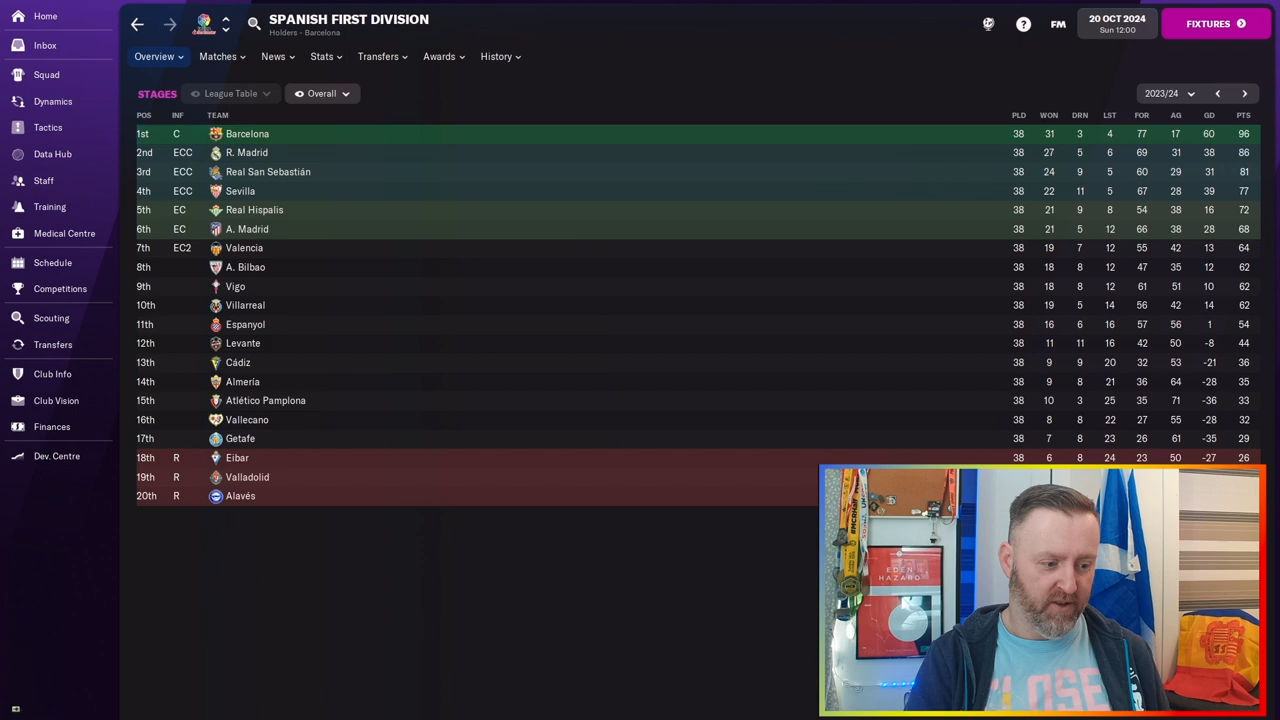 Home
Inbox
Squad
Dynamics
Tactics
Data Hub
Staff
Training
Medical Centre
Schedule
Competitions
Scouting
Transfers
Club Info
Club Vision
Finances
Dev. Centre
SPANISH FIRST DIVISION
Holders - Barcelona
FM
20 OCT 2024
Sun 12:00
FIXTURES
Overview Matches News Stats Transfers Awards History
STAGES League Table Overall 2023/24
POS INF TEAM PLD WON DRN LST FOR AG GD PTS
1st C Barcelona 38 31 3 4 77 17 60 96
2nd ECC R. Madrid 38 27 5 6 69 31 38 86
3rd ECC Real San Sebastián 38 24 9 5 60 29 31 81
4th ECC Sevilla 38 22 11 5 67 28 39 77
5th EC Real Hispalis 38 21 9 8 54 38 16 72
6th EC A. Madrid 38 21 5 12 66 38 28 68
7th EC2 Valencia 38 19 7 12 55 42 13 64
8th A. Bilbao 38 18 8 12 47 35 12 62
9th Vigo 38 18 8 12 61 51 10 62
10th Villarreal 38 19 5 14 56 42 14 62
11th Espanyol 38 16 6 16 57 56 1 54
12th Levante 38 11 11 16 42 50 -8 44
13th Cádiz 38 9 9 20 32 53 -21 36
14th Almería 38 9 8 21 36 64 -28 35
15th Atlético Pamplona 38 10 3 25 35 71 -36 33
16th Vallecano 38 8 8 22 27 55 -28 32
17th Getafe 38 7 8 23 26 61 -35 29
18th R Eibar 38 6 8 24 23 50 -27 26
19th R Valladolid
20th R Alavés
EDEN
HAZARD
CLOSE